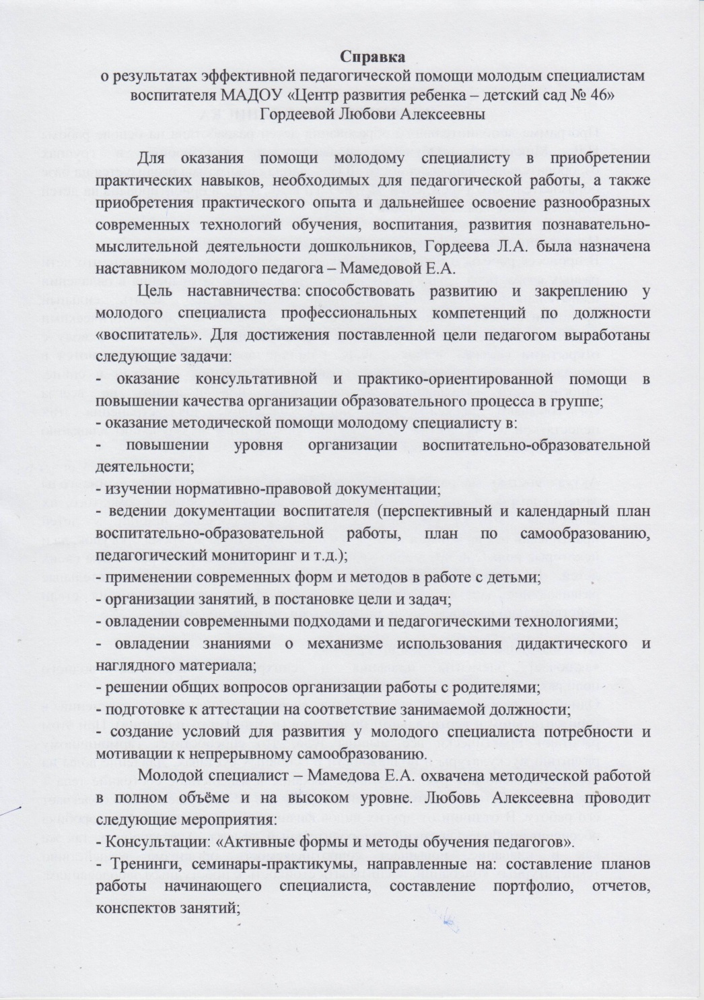 Справка
о результатах эффективной педагогической помощи молодым специалистам
воспитателя МАДОУ «Центр развития ребенка – детский сад № 46»
Гордеевой Любови Алексеевны
Для оказания помощи молодому специалисту в приобретении
практических навыков, необходимых для педагогической работы, а также
приобретения практического опыта и дальнейшее освоение разнообразных
современных технологий обучения, воспитания, развития познавательно-
мыслительной деятельности дошкольников, Гордеева Л.А. была назначена
наставником молодого педагога – Мамедовой Е.А.
Цель наставничества: способствовать развитию и закреплению у
молодого специалиста профессиональных компетенций по должности
«воспитатель». Для достижения поставленной цели педагогом выработаны
следующие задачи:
- оказание консультативной и практико-ориентированной помощи в
повышении качества организации образовательного процесса в группе;
- оказание методической помощи молодому специалисту в:
- повышении уровня организации воспитательно-образовательной
деятельности;
- изучении нормативно-правовой документации;
- ведении документации воспитателя (перспективный и календарный план
воспитательно-образовательной работы, план по самообразованию,
педагогический мониторинг и т.д.);
- применении современных форм и методов в работе с детьми;
- организации занятий, в постановке цели и задач;
- овладении современными подходами и педагогическими технологиями;
- овладении знаниями о механизме использования дидактического и
наглядного материала;
- решении общих вопросов организации работы с родителями;
- подготовке к аттестации на соответствие занимаемой должности;
- создание условий для развития у молодого специалиста потребности и
мотивации к непрерывному самообразованию.
Молодой специалист – Мамедова Е.А. охвачена методической работой
в полном объёме и на высоком уровне. Любовь Алексеевна проводит
следующие мероприятия:
- Консультации: «Активные формы и методы обучения педагогов».
- Тренинги, семинары-практикумы, направленные на: составление планов
работы начинающего специалиста, составление портфолио, отчетов,
конспектов занятий;